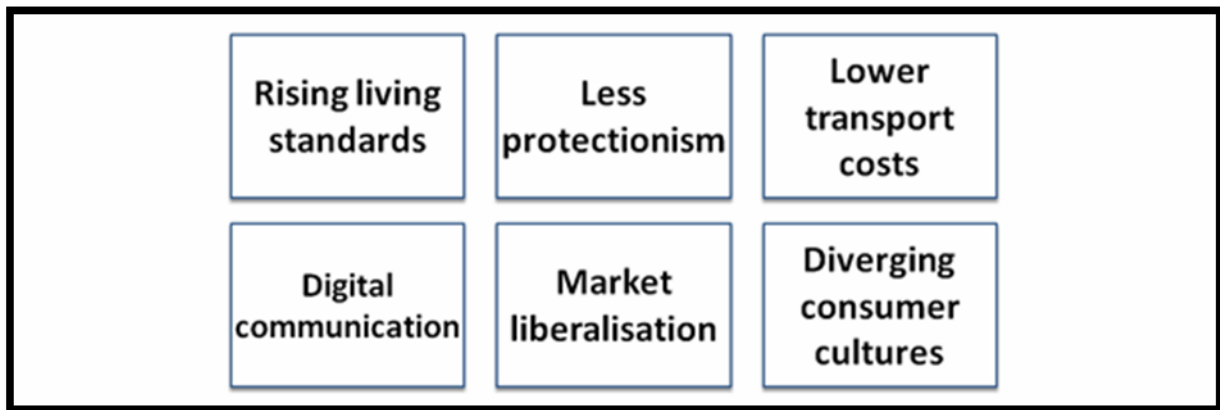 Rising living
standards
Less
protectionism
Lower
transport
costs
Digital
communication
Market
liberalisation
Diverging
consumer
cultures